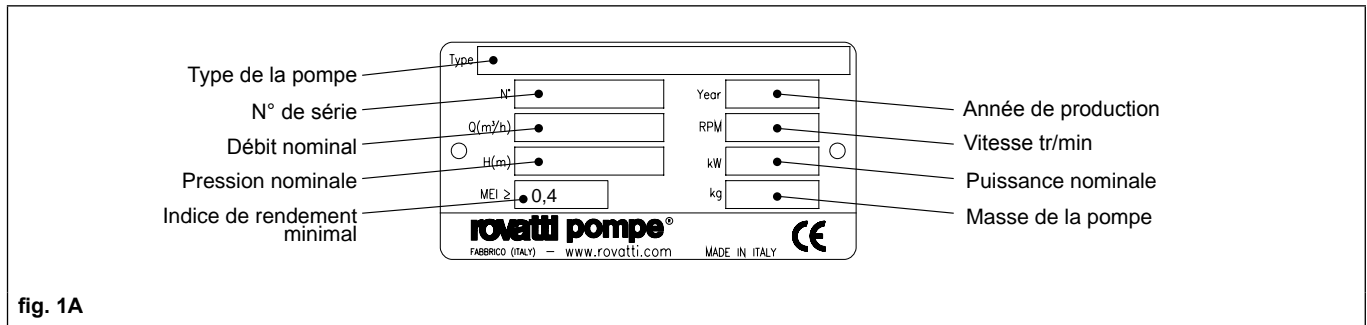 Type de la pompe
N° de série
Débit nominal
Pression nominale
Indice de rendement
minimal
Type
N° Year
Q(m³/h) RPM
H(m) kW
MEI ≥ 0,4 kg
rovatti pompe®
FABBRICO (ITALY) – www.rovatti.com MADE IN ITALY CE
Année de production
Vitesse tr/min
Puissance nominale
Masse de la pompe
fig. 1A